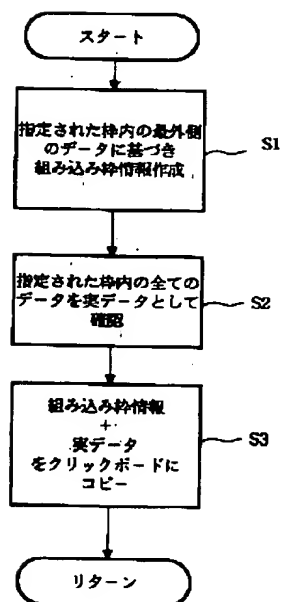 スタート
指定された枠内の最外側
のデータに基づき
組み込み枠情報作成
S1
指定された枠内の全ての
データを実データとして
確認
S2
組み込み枠情報
+
実データ
をクリックボードに
コピー
S3
リターン